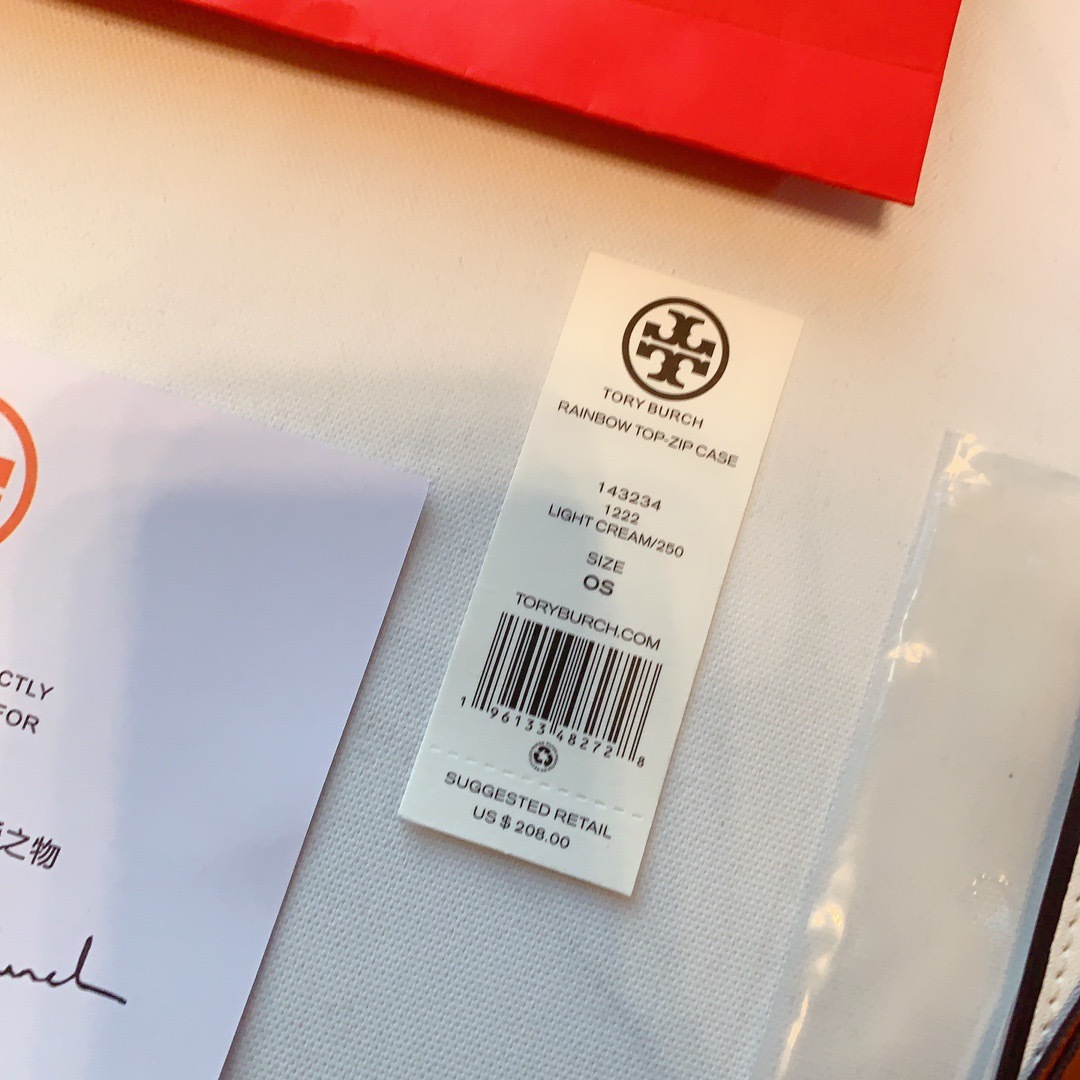 TORY BURCH
RAINBOW TOP-ZIP CASE
143234
1222
LIGHT CREAM/250
SIZE
OS
TORYBURCH.COM
1 96133 48272 8
SUGGESTED RETAIL
US $ 208.00
CTLY
FOR
之物